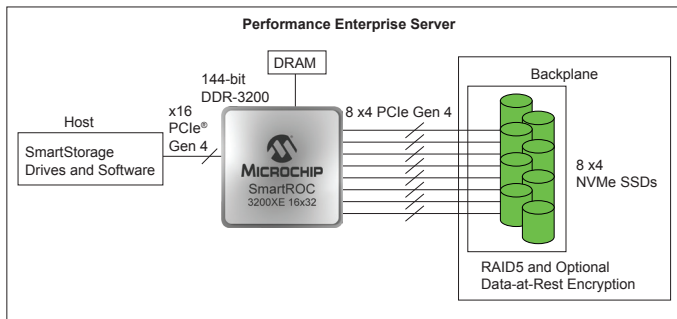 Performance Enterprise Server
DRAM
144-bit
DDR-3200
x16
PCIe®
Gen 4
Host
SmartStorage
Drives and Software
MICROCHIP
SmartROC
3200XE 16x32
8 x4 PCIe Gen 4
Backplane
8 x4
NVMe SSDs
RAID5 and Optional
Data-at-Rest Encryption